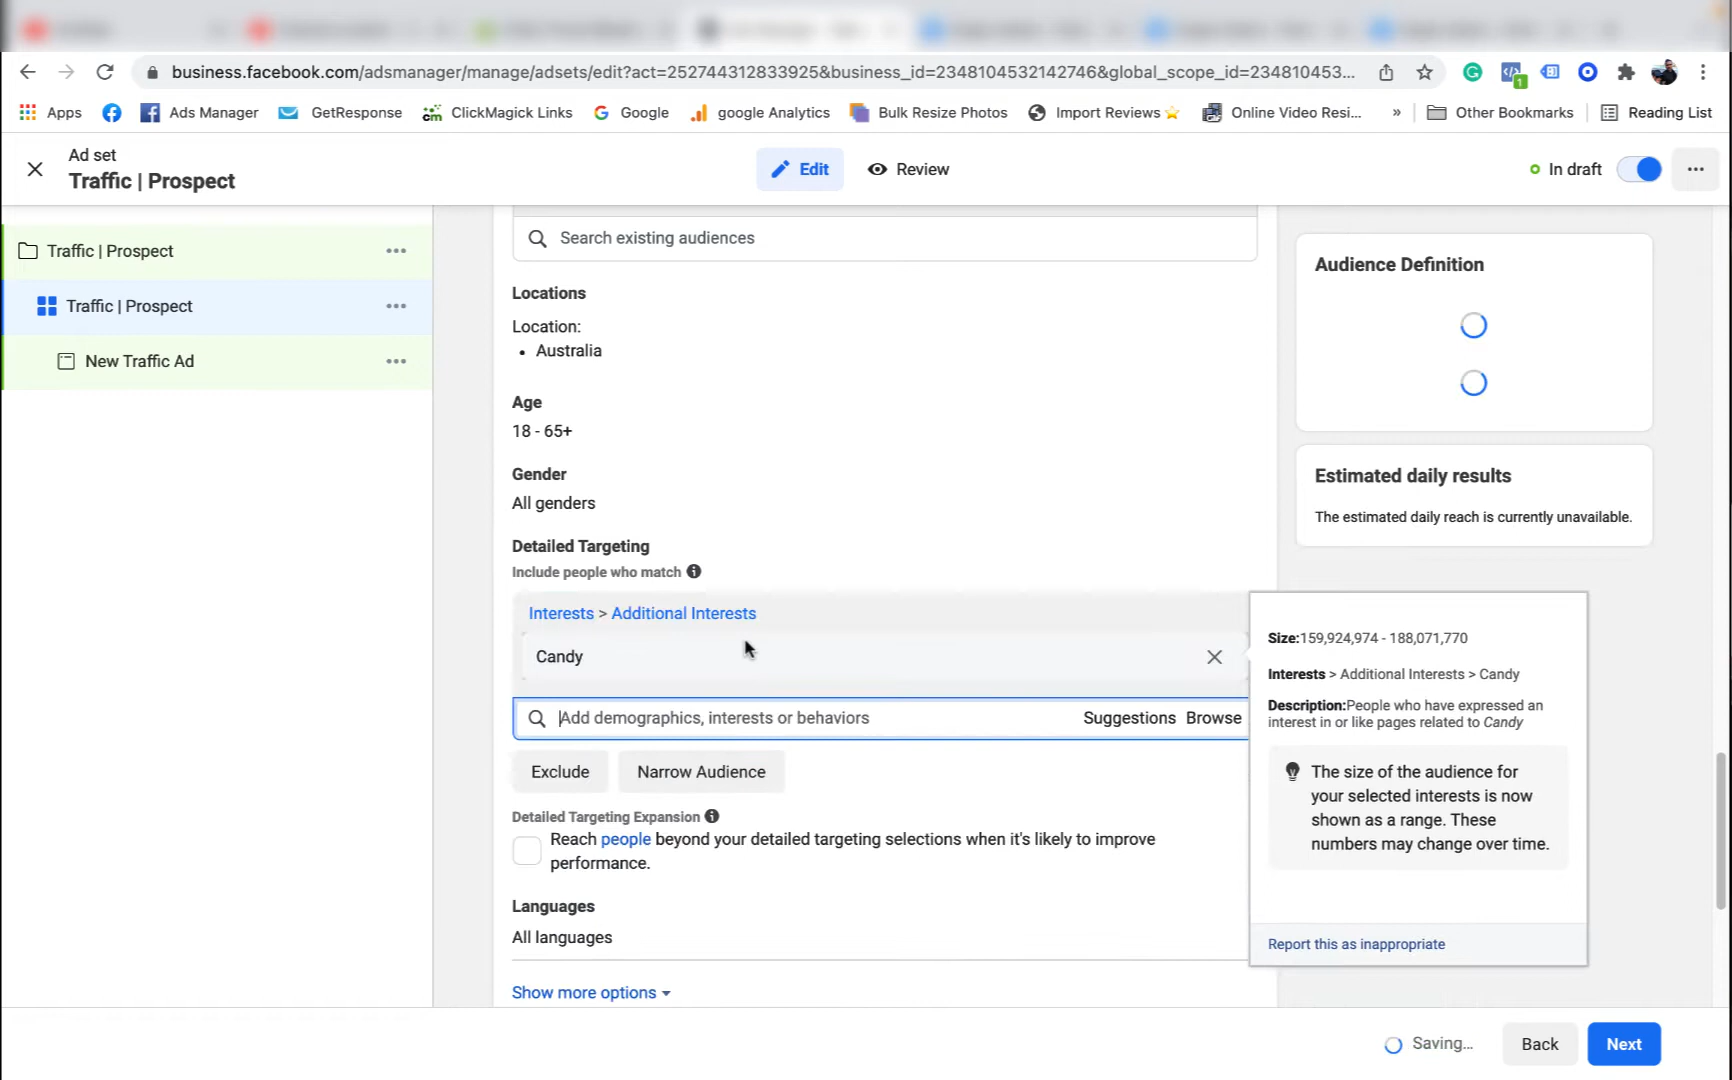 business.facebook.com/adsmanager/manage/adsets/edit?act=252744312833925&business_id=2348104532142746&global_scope_id=234810453...
1
Apps
Ads Manager
GetResponse
cm ClickMagick Links
Google
google Analytics
Bulk Resize Photos
Import Reviews
Online Video Resi...
»
Other Bookmarks
Reading List
Ad set
Traffic | Prospect
Edit
Review
In draft
Traffic | Prospect
Traffic | Prospect
New Traffic Ad
Search existing audiences
Locations
Location:
• Australia
Age
18 - 65+
Gender
All genders
Detailed Targeting
Include people who match
Interests > Additional Interests
Candy
Add demographics, interests or behaviors
Suggestions
Browse
Exclude
Narrow Audience
Detailed Targeting Expansion
Reach people beyond your detailed targeting selections when it's likely to improve
performance.
Languages
All languages
Show more options
Audience Definition
Estimated daily results
The estimated daily reach is currently unavailable.
Size:159,924,974 - 188,071,770
Interests > Additional Interests > Candy
Description:People who have expressed an
interest in or like pages related to Candy
The size of the audience for
your selected interests is now
shown as a range. These
numbers may change over time.
Report this as inappropriate
Saving...
Back
Next